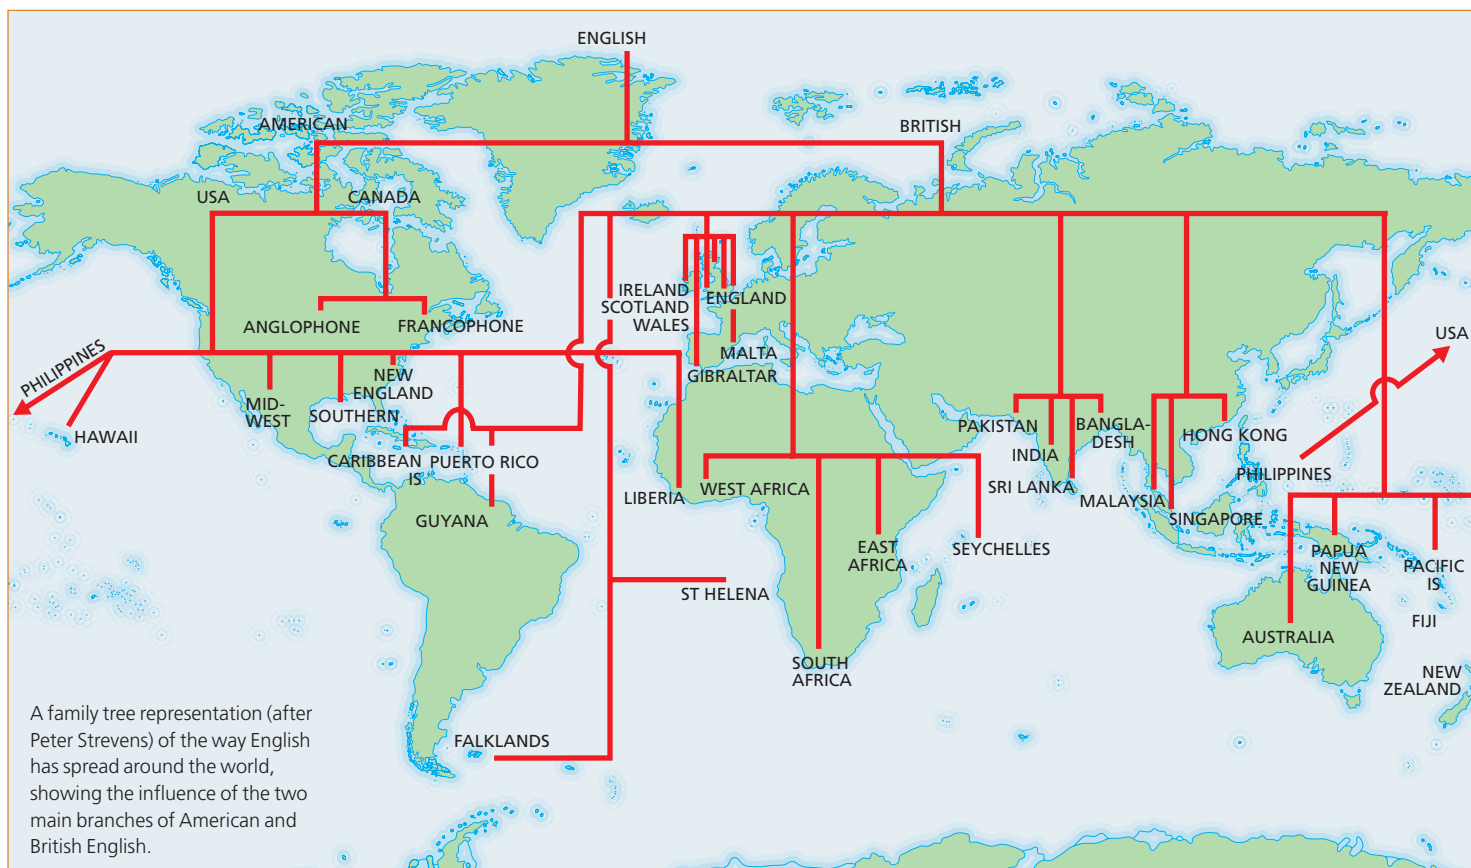 ENGLISH
AMERICAN
BRITISH
USA
CANADA
ANGLOPHONE
FRANCOPHONE
PHILIPPINES
HAWAII
MID-
WEST
SOUTHERN
NEW
ENGLAND
CARIBBEAN
IS
PUERTO RICO
GUYANA
LIBERIA
IRELAND
SCOTLAND
WALES
ENGLAND
MALTA
GIBRALTAR
WEST AFRICA
EAST
AFRICA
SEYCHELLES
SOUTH
AFRICA
ST HELENA
FALKLANDS
PAKISTAN
INDIA
SRI LANKA
BANGLA-
DESH
MALAYSIA
SINGAPORE
HONG KONG
USA
PHILIPPINES
PAPUA
NEW
GUINEA
PACIFIC
IS
FIJI
AUSTRALIA
NEW
ZEALAND
A family tree representation (after
Peter Strevens) of the way English
has spread around the world,
showing the influence of the two
main branches of American and
British English.